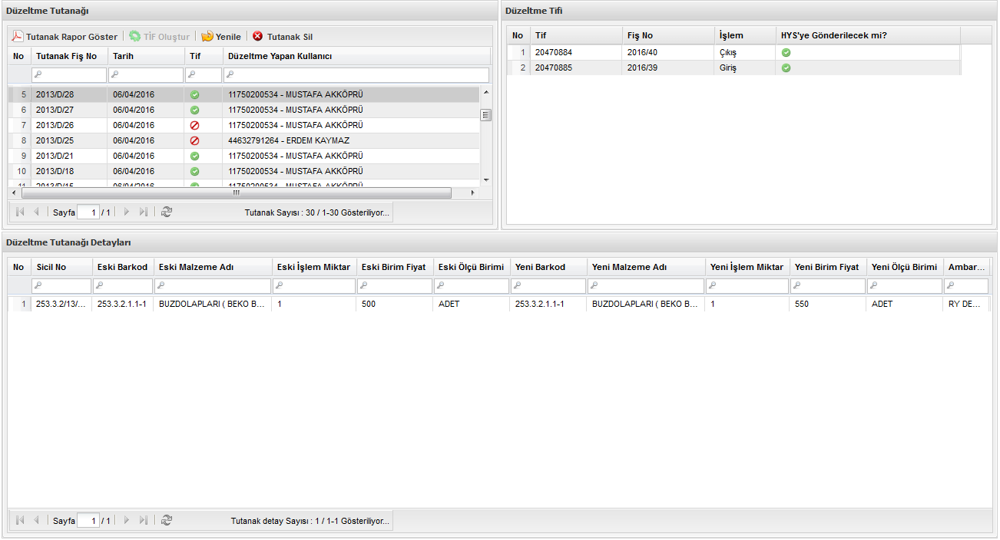 Düzeltme Tutanağı
Tutanak Rapor Göster TİF Oluştur Yenile Tutanak Sil
No Tutanak Fiş No Tarih Tif Düzeltme Yapan Kullanıcı
5 2013/D/28 06/04/2016 11750200534 - MUSTAFA AKKÖPRÜ
6 2013/D/27 06/04/2016 11750200534 - MUSTAFA AKKÖPRÜ
7 2013/D/26 06/04/2016 11750200534 - MUSTAFA AKKÖPRÜ
8 2013/D/25 06/04/2016 44632791264 - ERDEM KAYMAZ
9 2013/D/21 06/04/2016 11750200534 - MUSTAFA AKKÖPRÜ
10 2013/D/18 06/04/2016 11750200534 - MUSTAFA AKKÖPRÜ
11 2013/D/15 06/04/2016 11750200534 - MUSTAFA AKKÖPRÜ
Sayfa 1 / 1 Tutanak Sayısı : 30 / 1-30 Gösteriliyor...
Düzeltme Tifi
No Tif Fiş No İşlem HYS'ye Gönderilecek mi?
1 20470884 2016/40 Çıkış
2 20470885 2016/39 Giriş
Düzeltme Tutanağı Detayları
No Sicil No Eski Barkod Eski Malzeme Adı Eski İşlem Miktar Eski Birim Fiyat Eski Ölçü Birimi Yeni Barkod Yeni Malzeme Adı Yeni İşlem Miktar Yeni Birim Fiyat Yeni Ölçü Birimi Ambar...
1 253.3.2/13/... 253.3.2.1.1-1 BUZDOLAPLARI ( BEKO B... 1 500 ADET 253.3.2.1.1-1 BUZDOLAPLARI ( BEKO B... 1 550 ADET RY DE...
Sayfa 1 / 1 Tutanak detay Sayısı : 1 / 1-1 Gösteriliyor...